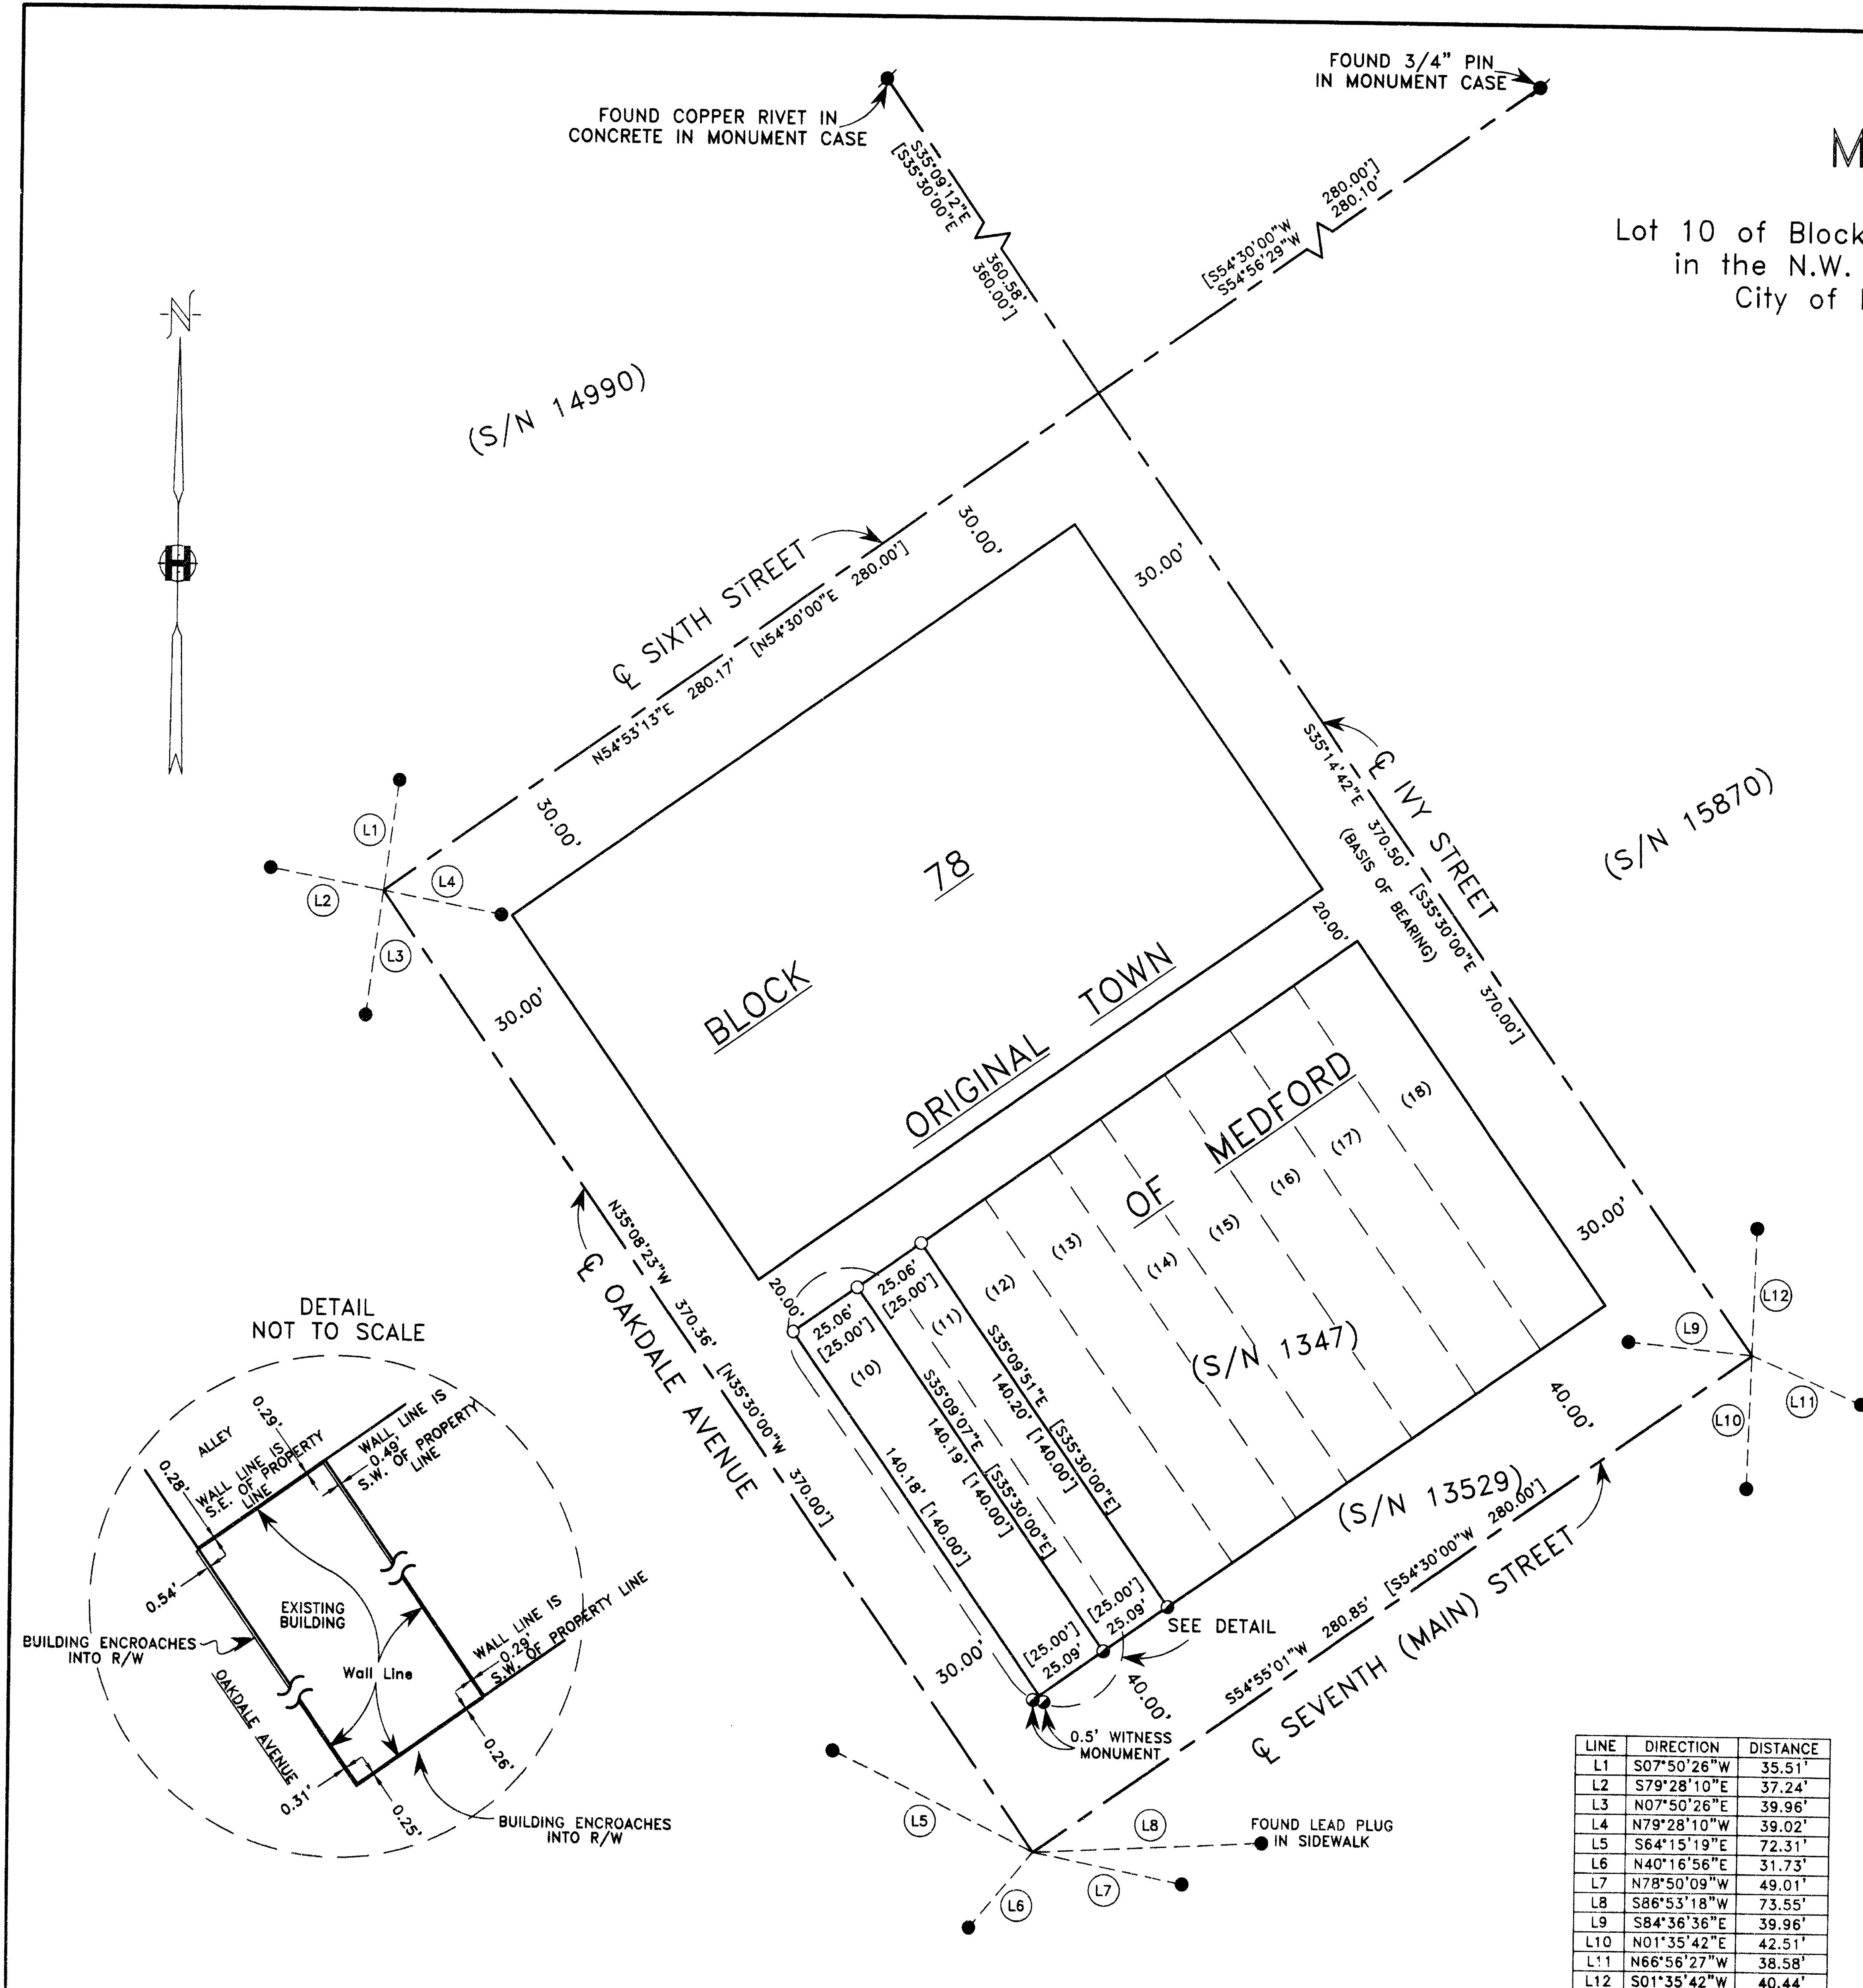 FOUND 3/4" PIN
IN MONUMENT CASE
FOUND COPPER RIVET IN
CONCRETE IN MONUMENT CASE
M
S35°09'12"E 360.58'
[S35°30'00"E 360.00']
[S54°30'00"W 280.00']
S54°56'29"W 280.10'
Lot 10 of Block
in the N.W.
City of
N
H
(S/N 14990)
℄ SIXTH STREET
N54°53'13"E 280.17' [N54°30'00"E 280.00']
30.00'
30.00'
30.00'
30.00'
L1
L2
L3
L4
78
BLOCK
ORIGINAL TOWN
OF MEDFORD
℄ IVY STREET
S35°14'42"E 370.50' [S35°30'00"E 370.00']
(BASIS OF BEARING)
(S/N 15870)
20.00'
(18)
(17)
(16)
(15)
(14)
(13)
(12)
(11)
(10)
30.00'
L12
L9
L11
L10
(S/N 1347)
40.00'
(S/N 13529)
℄ OAKDALE AVENUE
N35°08'23"W 370.36' [N35°30'00"W 370.00']
20.00'
25.06'
[25.00']
25.06'
[25.00']
140.18' [140.00']
S35°09'07"E [S35°30'00"E]
140.19' [140.00']
S35°09'51"E [S35°30'00"E]
140.20' [140.00']
[25.00']
25.09'
[25.00']
25.09'
SEE DETAIL
30.00'
40.00'
0.5' WITNESS
MONUMENT
S54°55'01"W 280.85' [S54°30'00"W 280.00']
℄ SEVENTH (MAIN) STREET
L5
L8
L7
L6
FOUND LEAD PLUG
IN SIDEWALK
DETAIL
NOT TO SCALE
0.29'
ALLEY
0.28'
WALL LINE IS
S.E. OF PROPERTY
LINE
WALL LINE IS
0.49'
S.W. OF PROPERTY
LINE
0.54'
EXISTING
BUILDING
BUILDING ENCROACHES
INTO R/W
Wall Line
WALL LINE IS
0.29'
S.W. OF PROPERTY LINE
OAKDALE AVENUE
0.31'
0.25'
0.26'
BUILDING ENCROACHES
INTO R/W
LINE DIRECTION DISTANCE
L1 S07°50'26"W 35.51'
L2 S79°28'10"E 37.24'
L3 N07°50'26"E 39.96'
L4 N79°28'10"W 39.02'
L5 S64°15'19"E 72.31'
L6 N40°16'56"E 31.73'
L7 N78°50'09"W 49.01'
L8 S86°53'18"W 73.55'
L9 S84°36'36"E 39.96'
L10 N01°35'42"E 42.51'
L11 N66°56'27"W 38.58'
L12 S01°35'42"W 40.44'